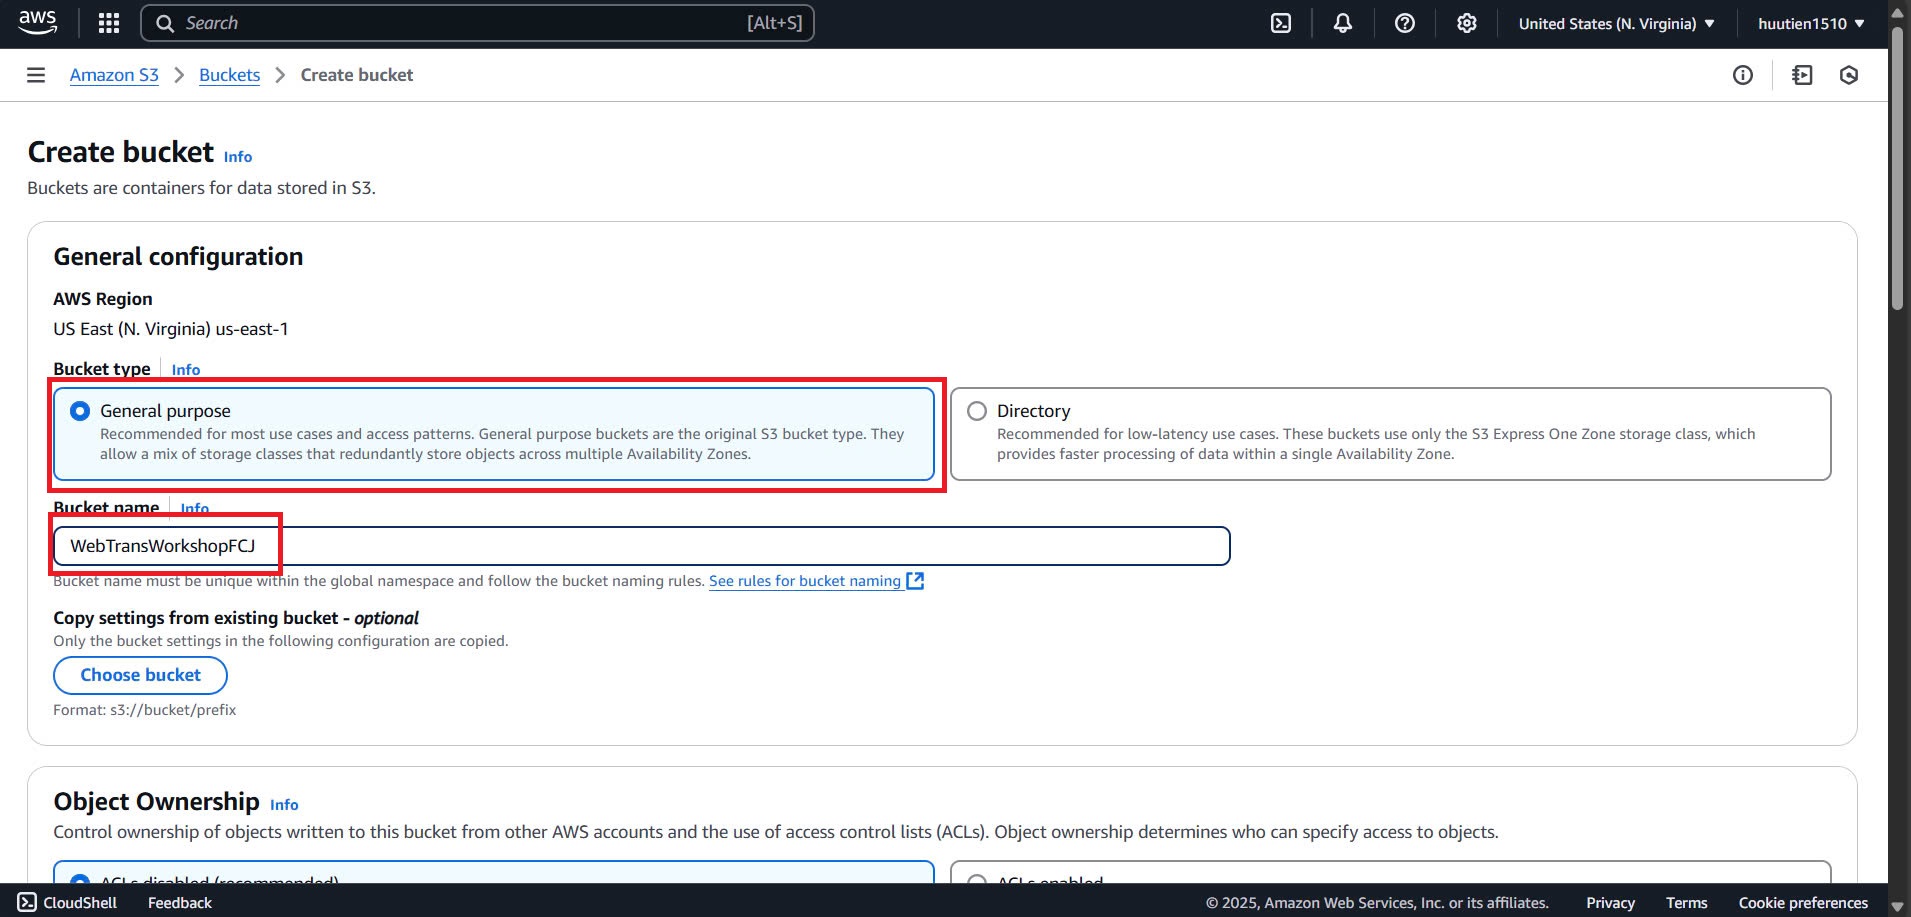 aws Search [Alt+S] United States (N. Virginia) huutien1510
Amazon S3 Buckets Create bucket
Create bucket Info
Buckets are containers for data stored in S3.
General configuration
AWS Region
US East (N. Virginia) us-east-1
Bucket type Info
General purpose
Recommended for most use cases and access patterns. General purpose buckets are the original S3 bucket type. They
allow a mix of storage classes that redundantly store objects across multiple Availability Zones.
Directory
Recommended for low-latency use cases. These buckets use only the S3 Express One Zone storage class, which
provides faster processing of data within a single Availability Zone.
Bucket name Info
WebTransWorkshopFCJ
Bucket name must be unique within the global namespace and follow the bucket naming rules. See rules for bucket naming
Copy settings from existing bucket - optional
Only the bucket settings in the following configuration are copied.
Choose bucket
Format: s3://bucket/prefix
Object Ownership Info
Control ownership of objects written to this bucket from other AWS accounts and the use of access control lists (ACLs). Object ownership determines who can specify access to objects.
ACLs disabled (recommended)
ACLs enabled
CloudShell Feedback © 2025, Amazon Web Services, Inc. or its affiliates. Privacy Terms Cookie preferences